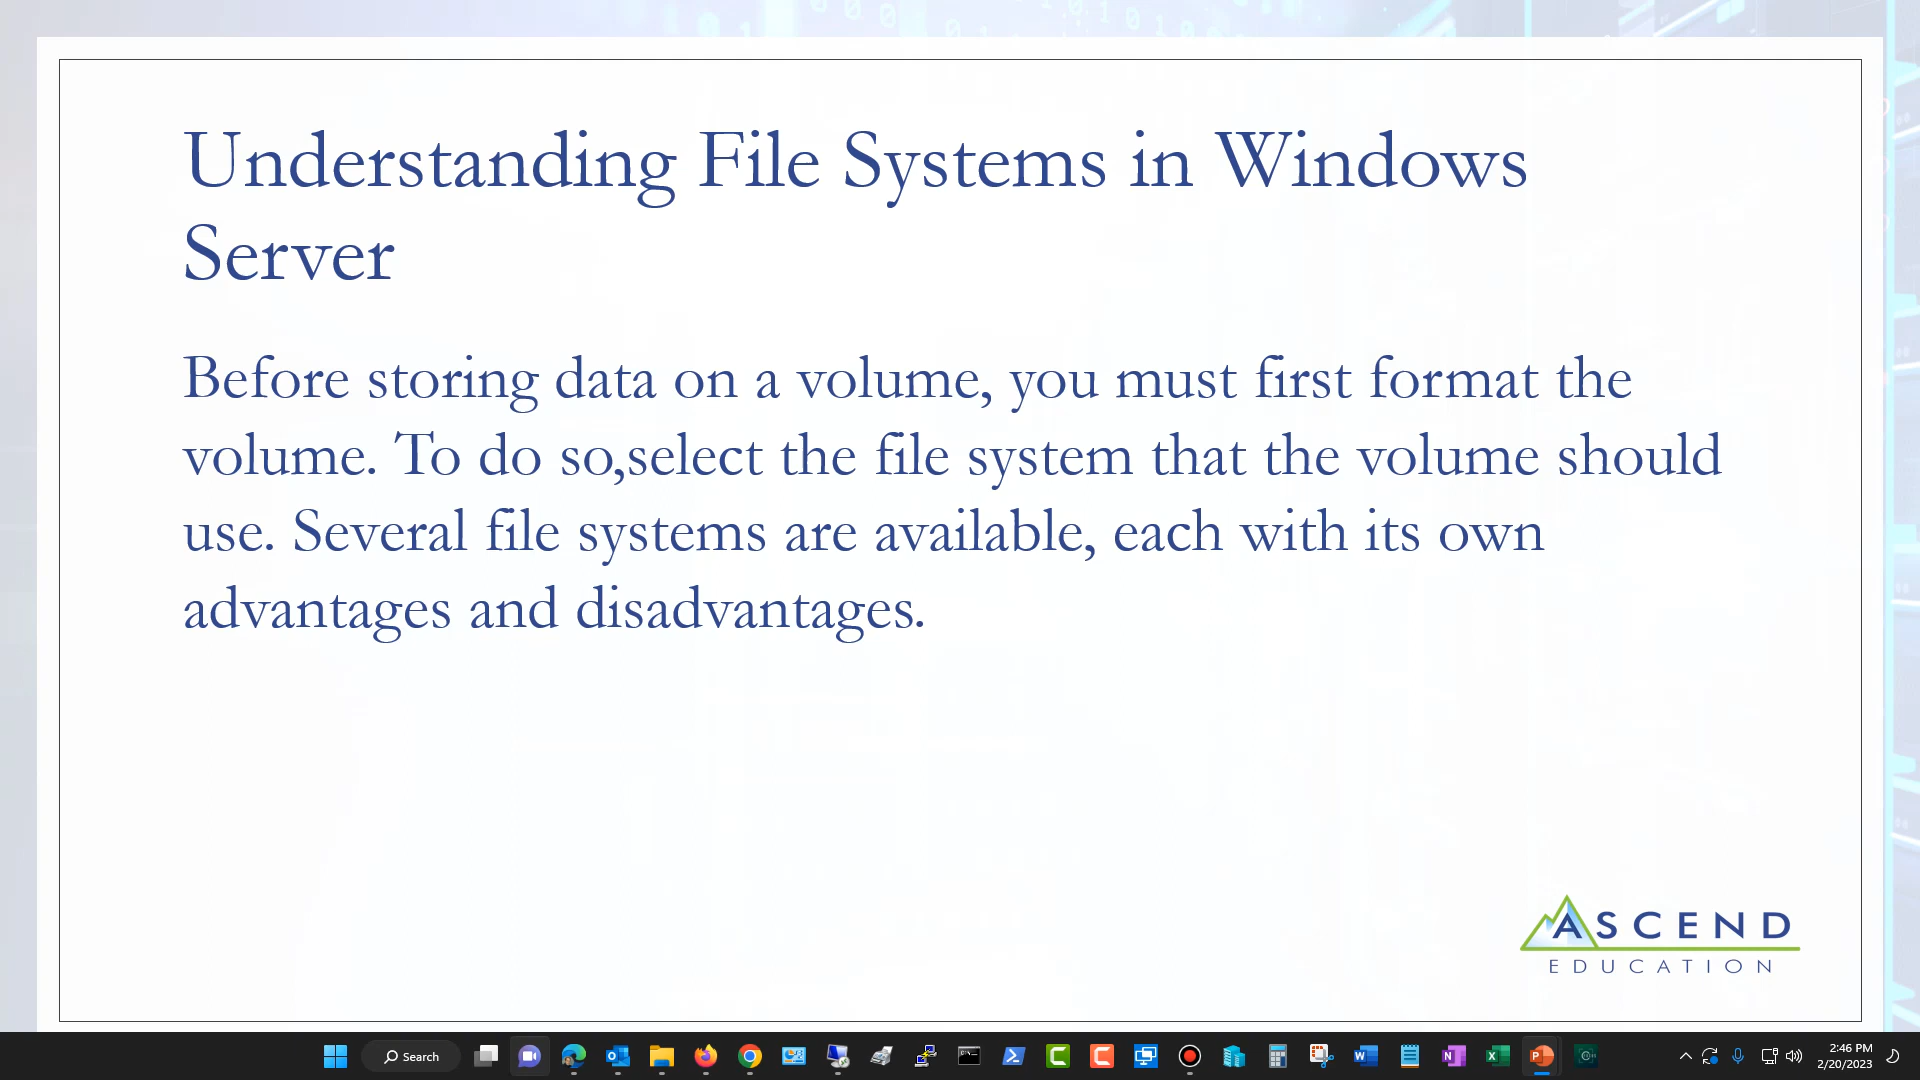 Understanding File Systems in Windows
Server
Before storing data on a volume, you must first format the
volume. To do so,select the file system that the volume should
use. Several file systems are available, each with its own
advantages and disadvantages.
ASCEND
EDUCATION
Search
2:46 PM
2/20/2023